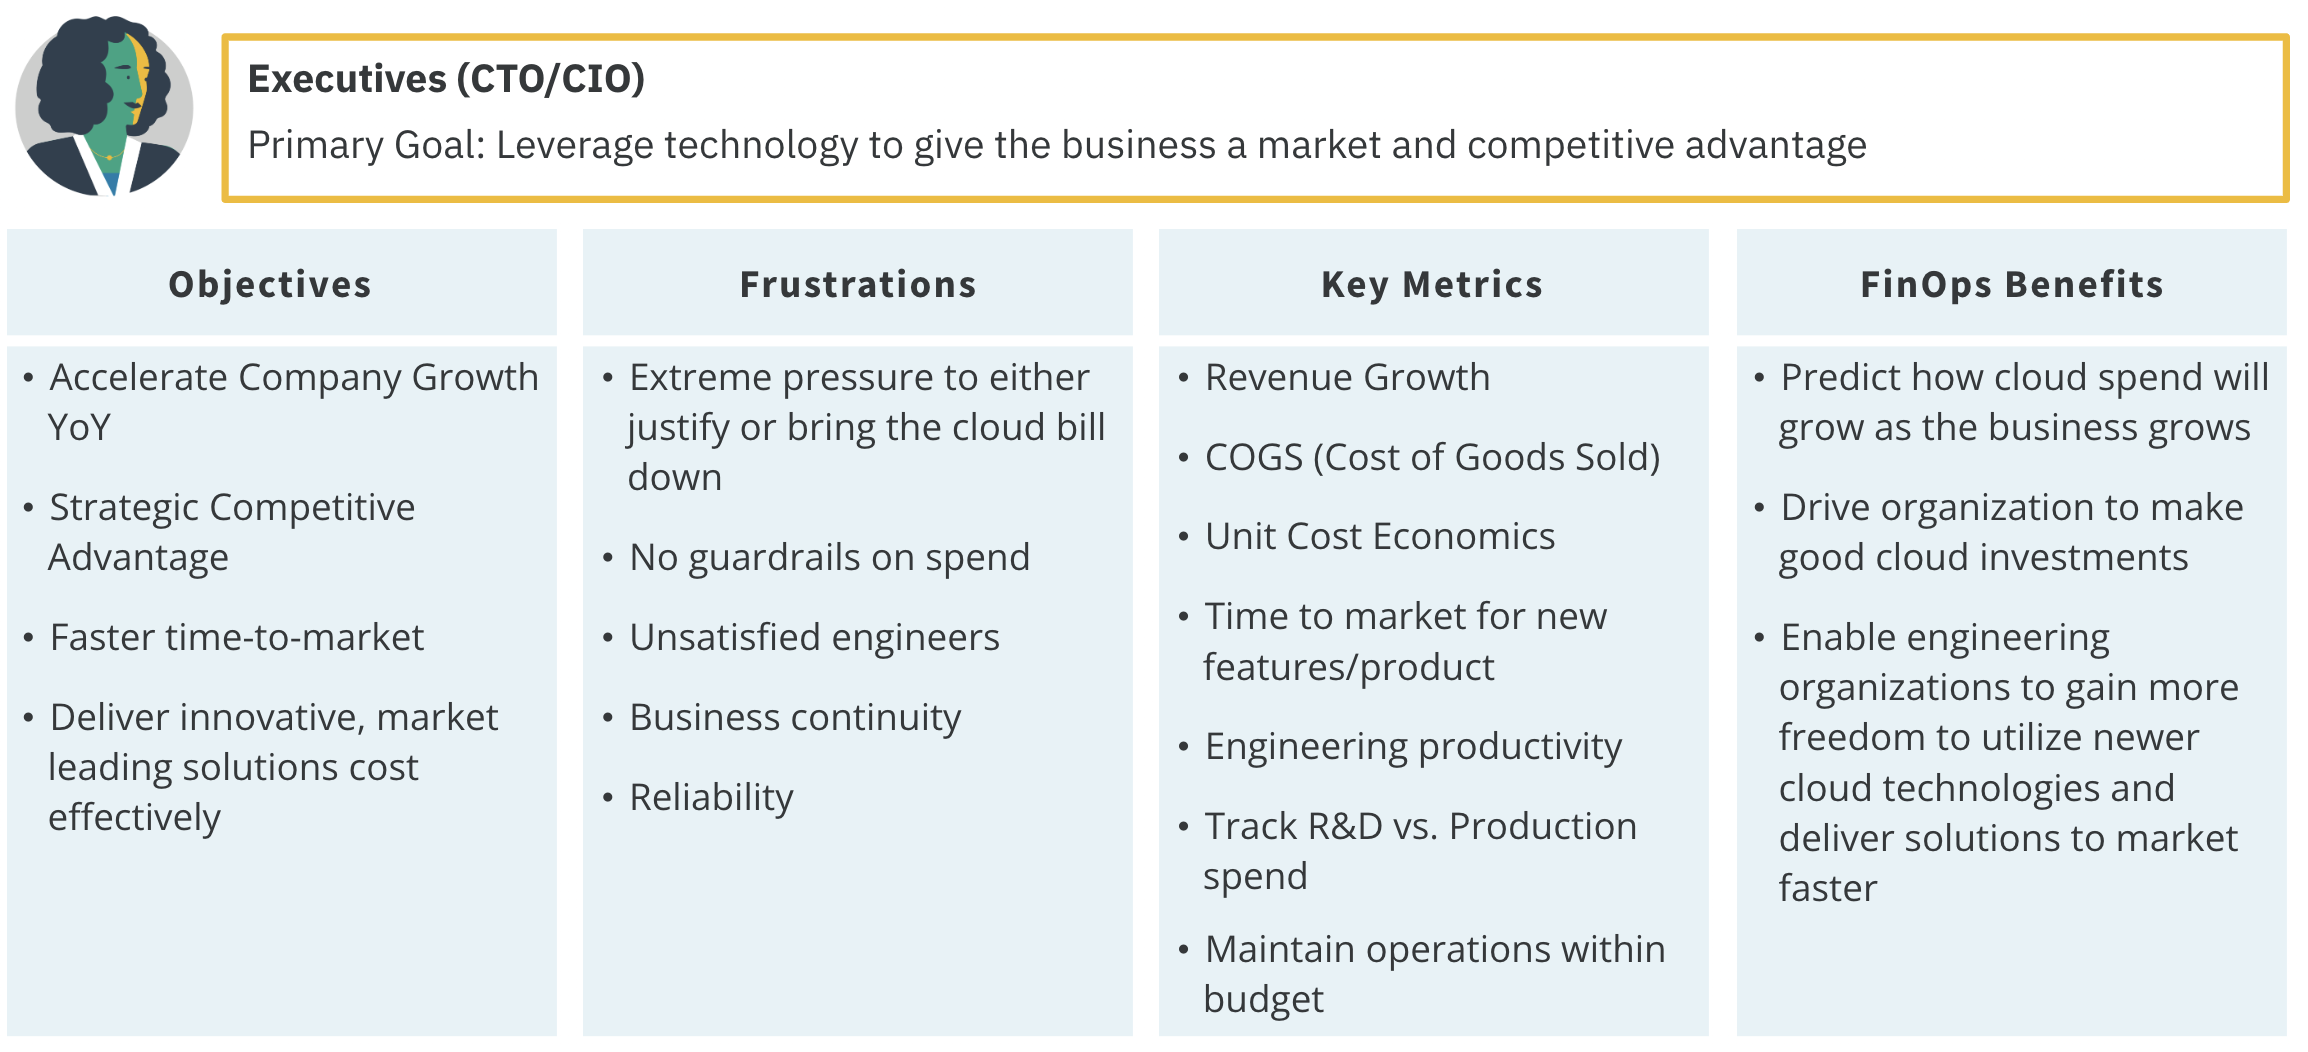 Executives (CTO/CIO)
Primary Goal: Leverage technology to give the business a market and competitive advantage
Objectives
• Accelerate Company Growth
YoY
• Strategic Competitive
Advantage
• Faster time-to-market
• Deliver innovative, market
leading solutions cost
effectively
Frustrations
• Extreme pressure to either
justify or bring the cloud bill
down
• No guardrails on spend
• Unsatisfied engineers
• Business continuity
• Reliability
Key Metrics
• Revenue Growth
• COGS (Cost of Goods Sold)
• Unit Cost Economics
• Time to market for new
features/product
• Engineering productivity
• Track R&D vs. Production
spend
• Maintain operations within
budget
FinOps Benefits
• Predict how cloud spend will
grow as the business grows
• Drive organization to make
good cloud investments
• Enable engineering
organizations to gain more
freedom to utilize newer
cloud technologies and
deliver solutions to market
faster